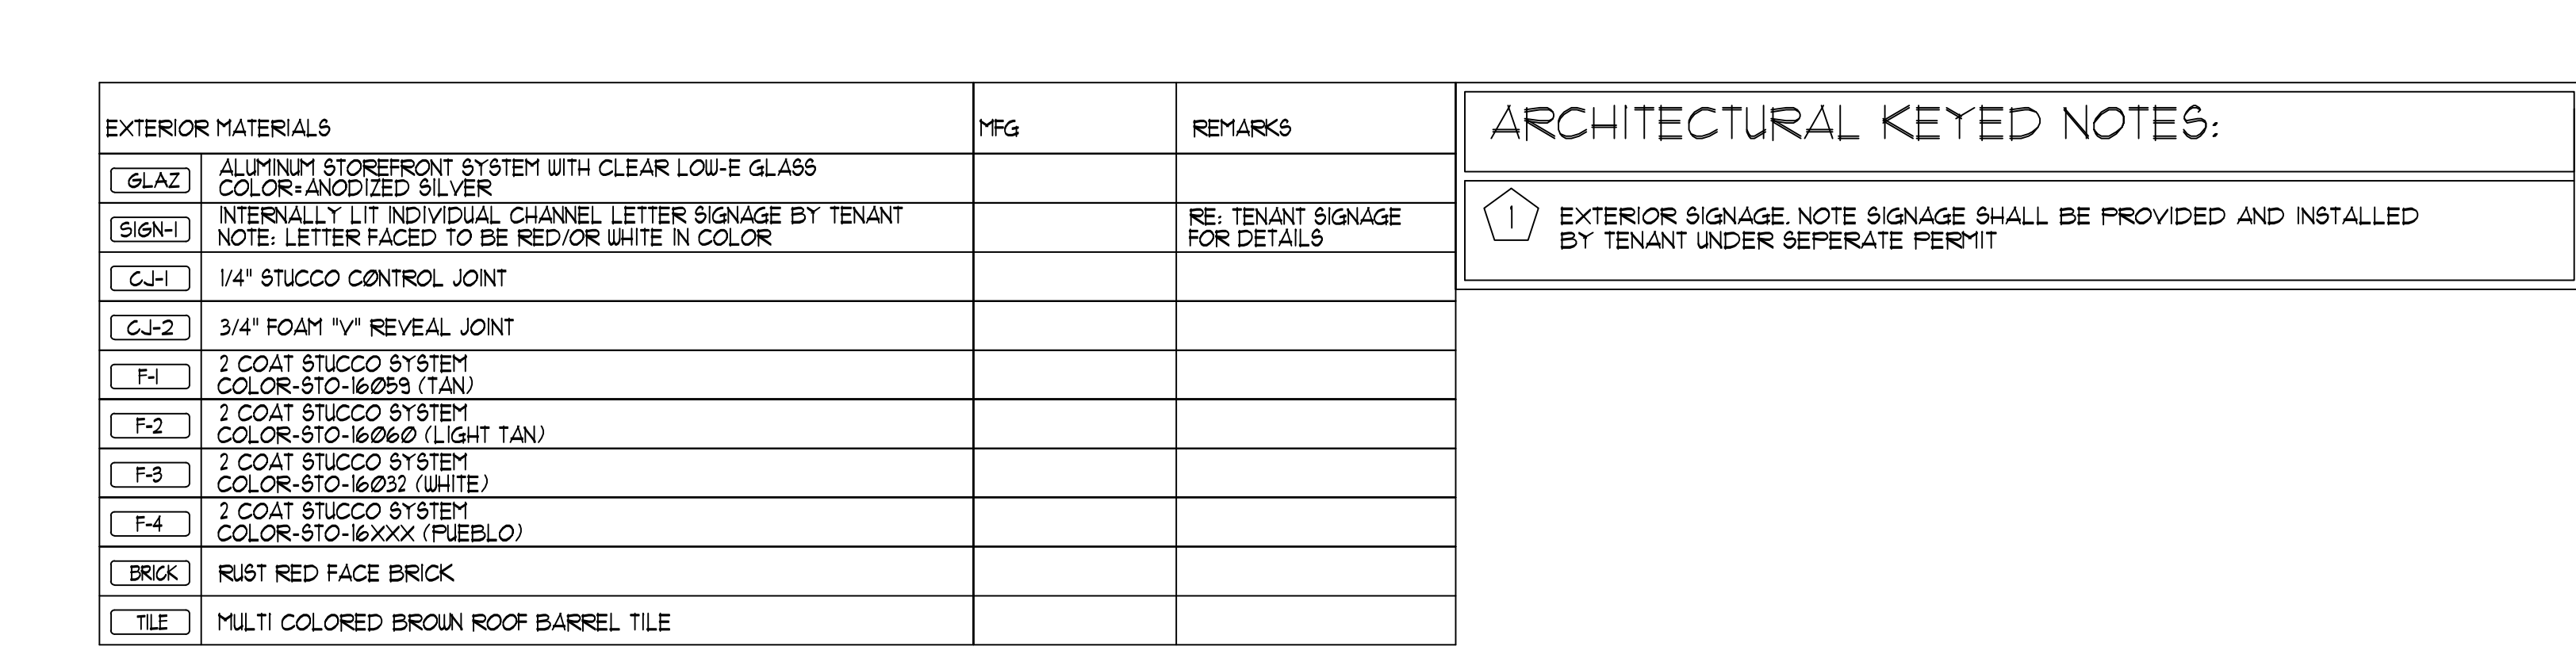 EXTERIOR MATERIALS MFG REMARKS
GLAZ ALUMINUM STOREFRONT SYSTEM WITH CLEAR LOW-E GLASS
COLOR=ANODIZED SILVER
SIGN-1 INTERNALLY LIT INDIVIDUAL CHANNEL LETTER SIGNAGE BY TENANT RE: TENANT SIGNAGE
NOTE: LETTER FACED TO BE RED/OR WHITE IN COLOR FOR DETAILS
CJ-1 1/4" STUCCO CØNTROL JOINT
CJ-2 3/4" FOAM "V" REVEAL JOINT
F-1 2 COAT STUCCO SYSTEM
COLOR-STO-16Ø59 (TAN)
F-2 2 COAT STUCCO SYSTEM
COLOR-STO-16Ø6Ø (LIGHT TAN)
F-3 2 COAT STUCCO SYSTEM
COLOR-STO-16Ø32 (WHITE)
F-4 2 COAT STUCCO SYSTEM
COLOR-STO-16XXX (PUEBLO)
BRICK RUST RED FACE BRICK
TILE MULTI COLORED BROWN ROOF BARREL TILE
ARCHITECTURAL KEYED NOTES:
1 EXTERIOR SIGNAGE. NOTE SIGNAGE SHALL BE PROVIDED AND INSTALLED
BY TENANT UNDER SEPERATE PERMIT